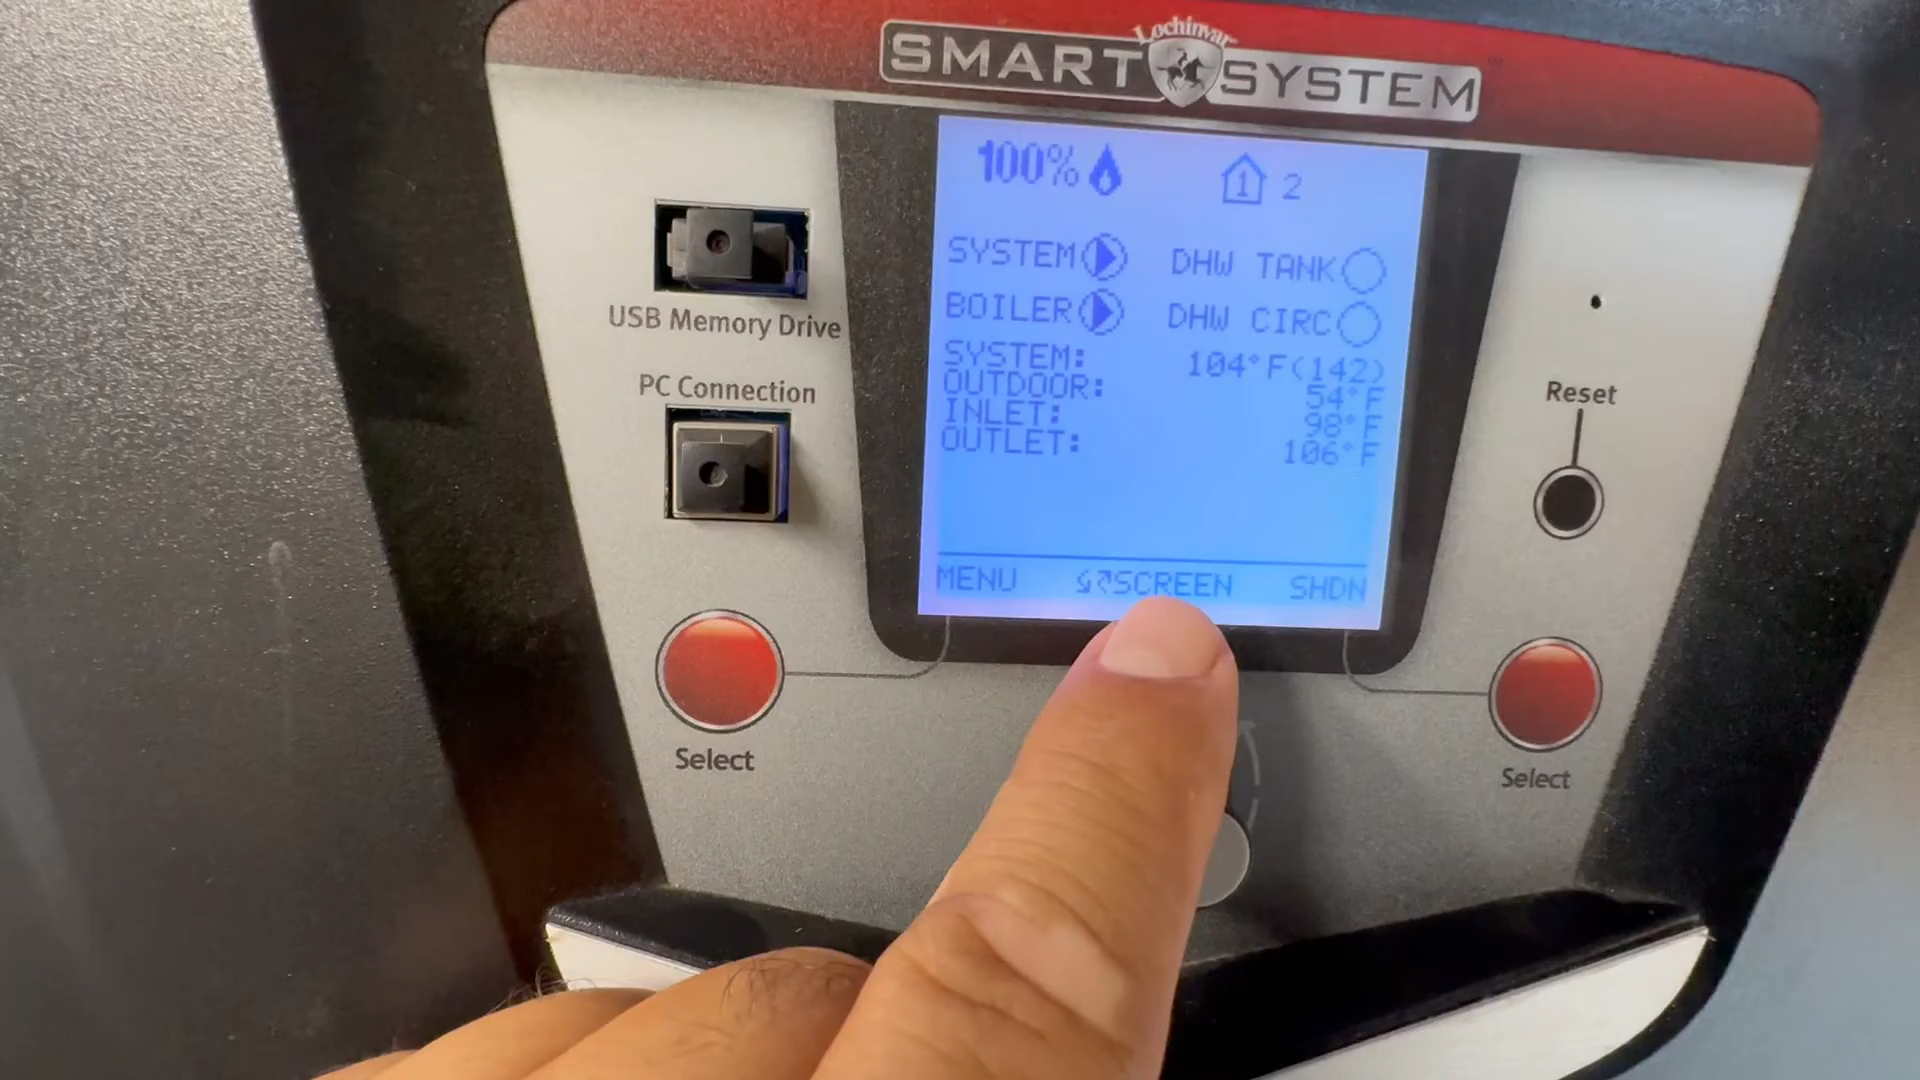 Lochinvar
SMART SYSTEM
100% 1 2
SYSTEM DHW TANK
BOILER DHW CIRC
SYSTEM: 104°F(142)
OUTDOOR: 54°F
INLET: 98°F
OUTLET: 106°F
MENU SCREEN SHDN
USB Memory Drive
PC Connection
Reset
Select
Select